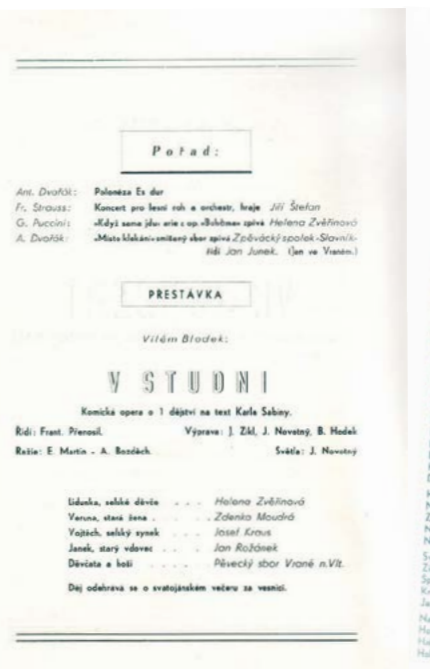 Pořad:
Ant. Dvořák: Polonéza Es dur
Fr. Strauss: Koncert pro lesní roh a orchestr, hraje Jiří Štefan
G. Puccini: »Když sama jdu« arie z op. »Bohéma« zpívá Helena Zvěřinová
A. Dvořák: »Místo klekání« smíšený sbor zpívá Zpěvácký spolek »Slavník«
řídí Jan Junek. (Jen ve Vraném.)
PŘESTÁVKA
Vilém Blodek:
V STUDNI
Komická opera o 1 dějství na text Karla Sabiny.
Řídí: Frant. Přenosil. Výprava: J. Zikl, J. Novotný, B. Hodek
Režie: E. Martin - A. Bozděch. Světla: J. Novotný
Lidunka, selské děvče . . . Helena Zvěřinová
Veruna, stará žena . . . . Zdenka Moudrá
Vojtěch, selský synek . . . Josef Kraus
Janek, starý vdovec . . . . Jan Rožánek
Děvčata a hoši . . . . Pěvecký sbor Vrané n.Vlt.
Děj odehrává se o svatojánském večeru za vesnicí.